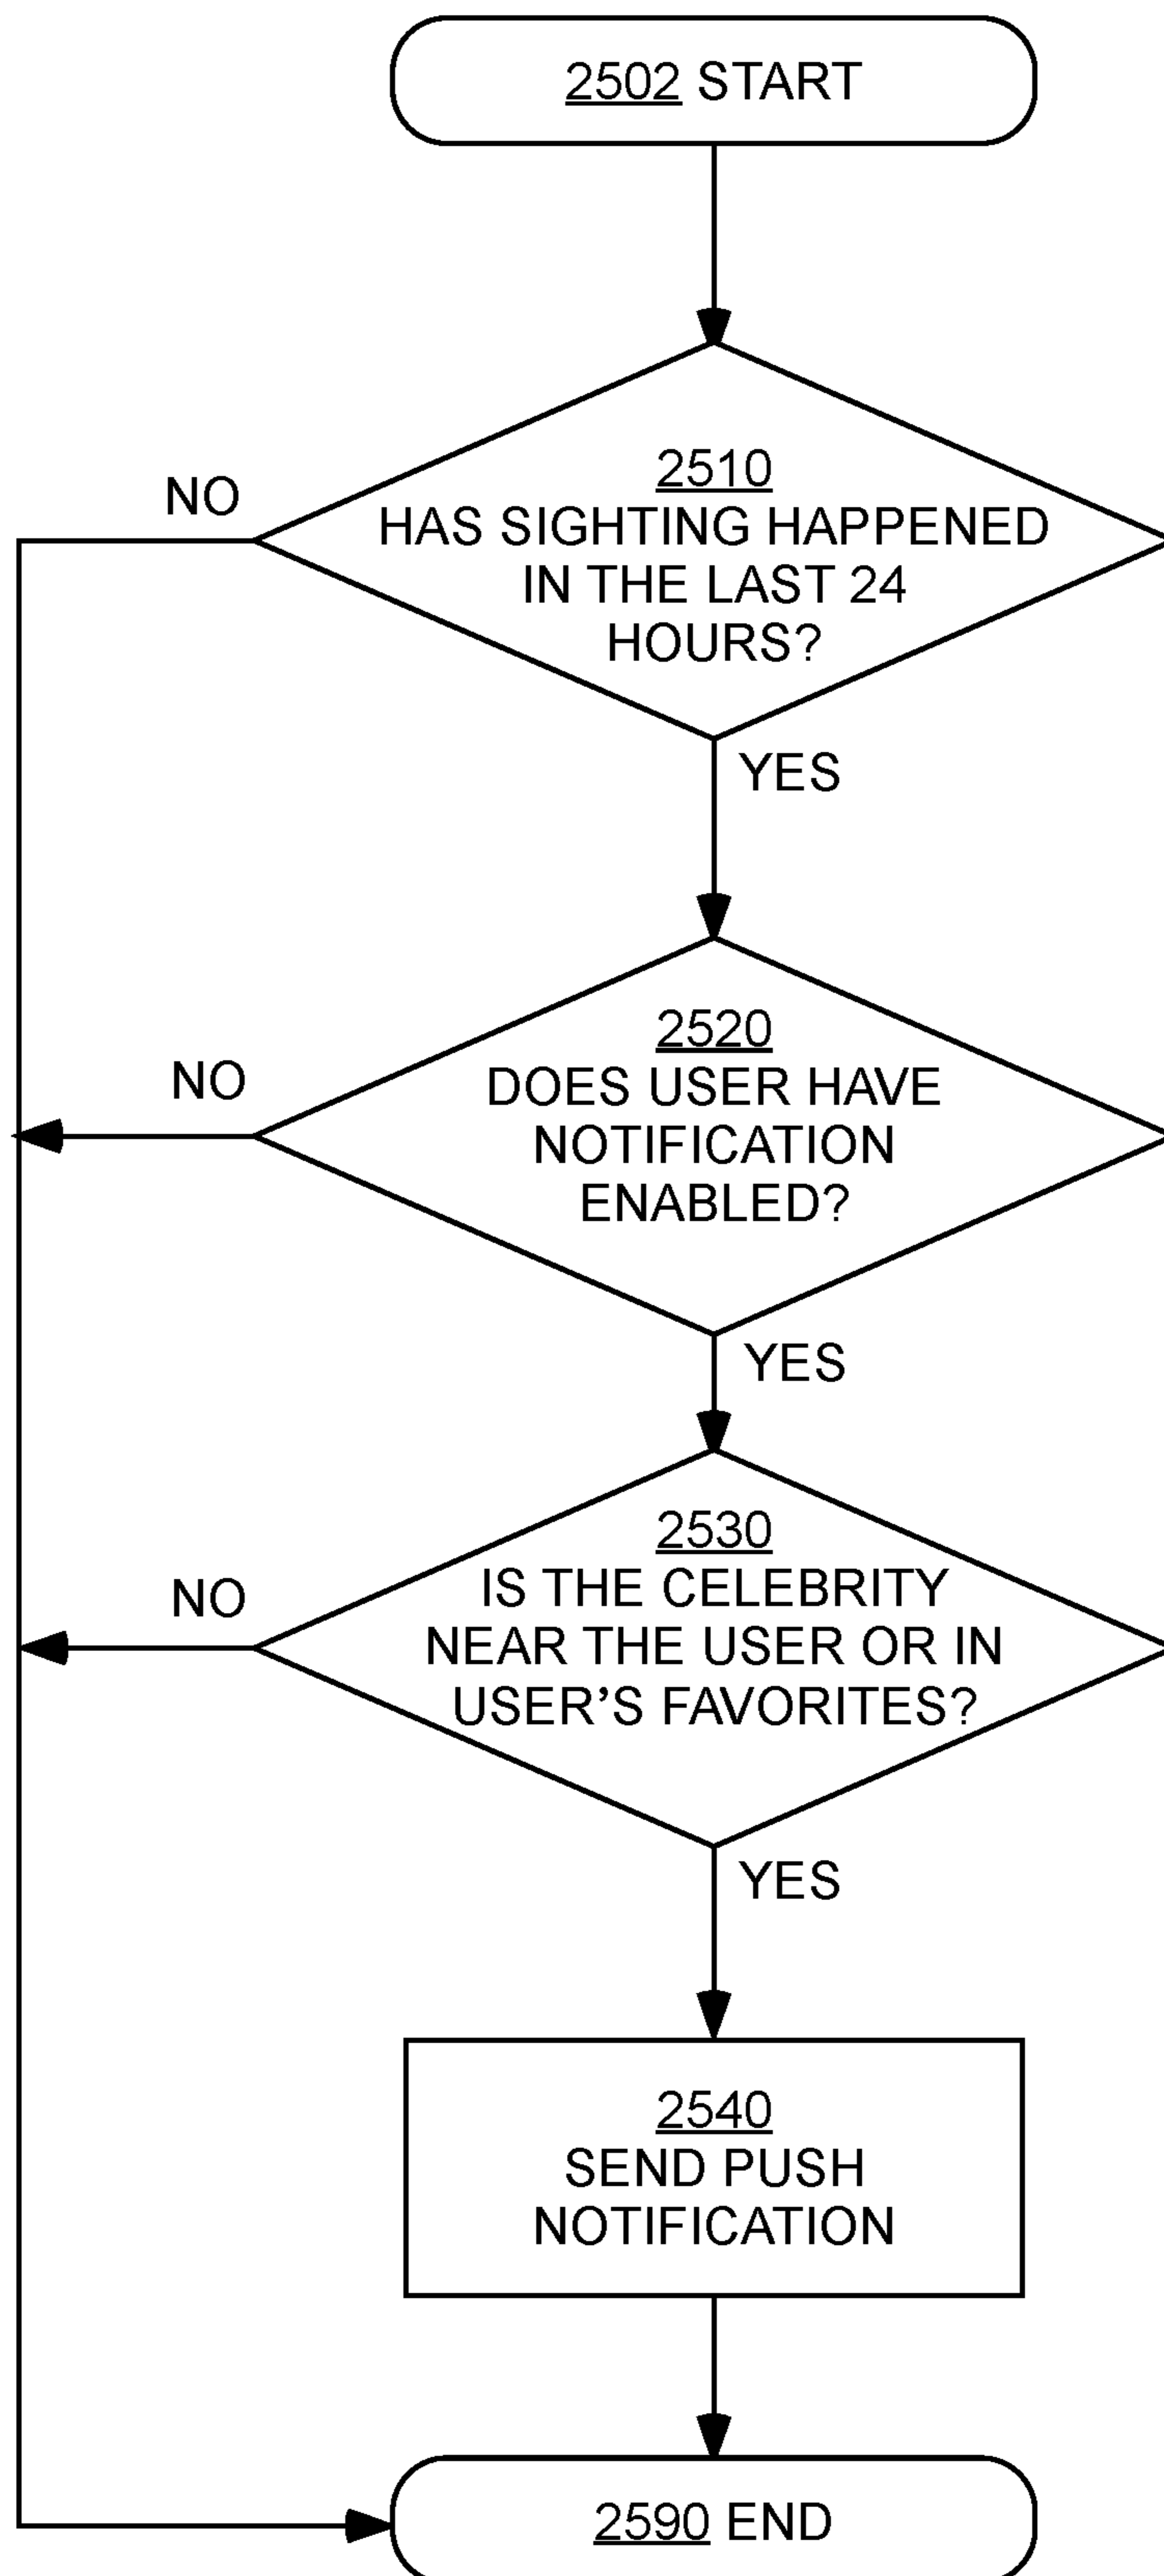 2502 START
NO
2510
HAS SIGHTING HAPPENED
IN THE LAST 24
HOURS?
YES
NO
2520
DOES USER HAVE
NOTIFICATION
ENABLED?
YES
NO
2530
IS THE CELEBRITY
NEAR THE USER OR IN
USER’S FAVORITES?
YES
2540
SEND PUSH
NOTIFICATION
2590 END